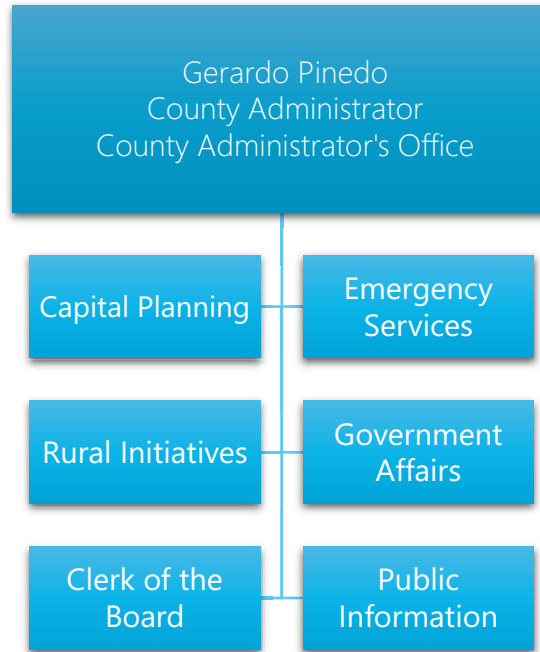 Gerardo Pinedo
County Administrator
County Administrator's Office
Capital Planning
Emergency
Services
Rural Initiatives
Government
Affairs
Clerk of the
Board
Public
Information